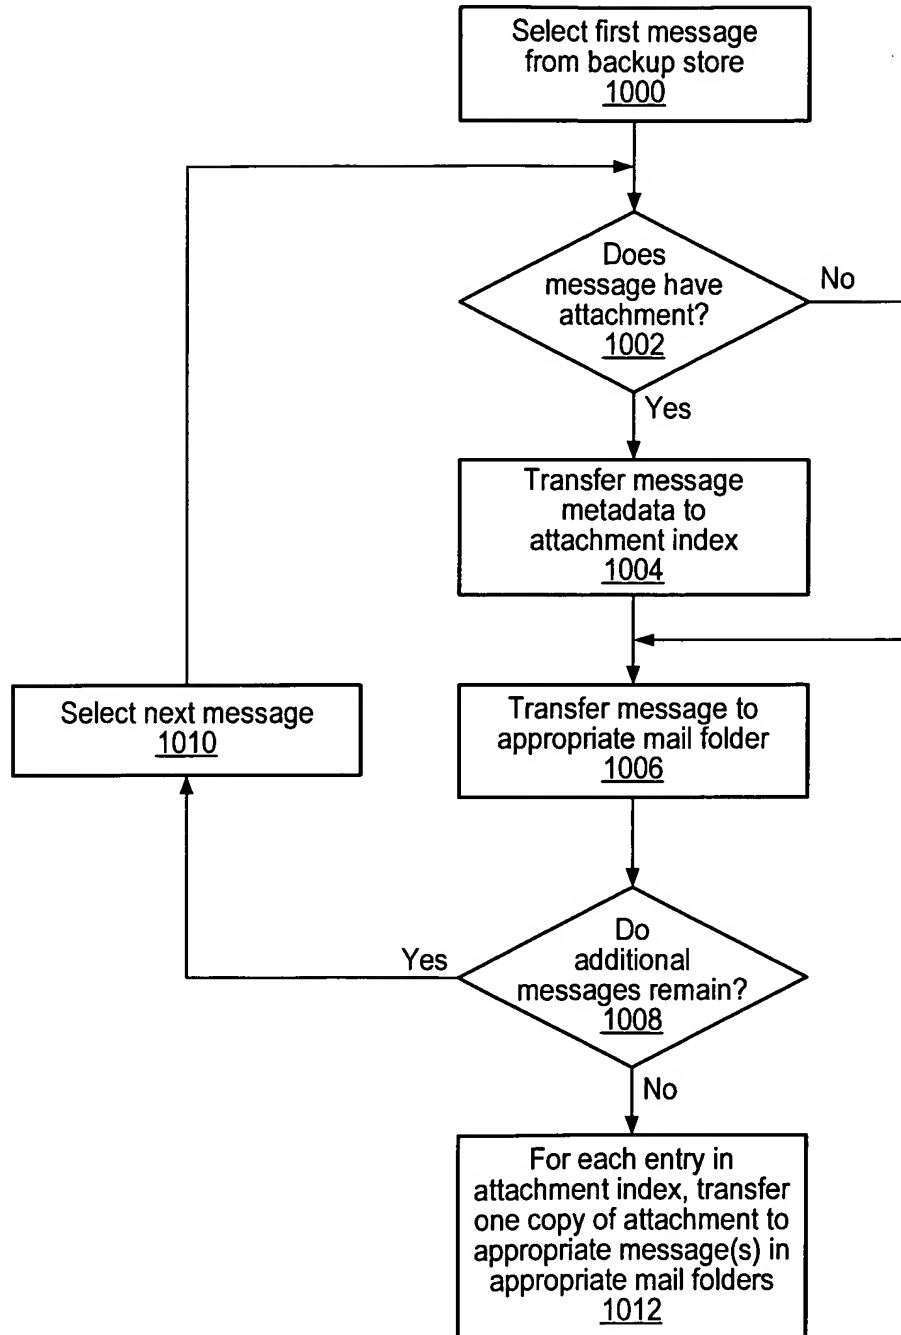 Select first message
from backup store
1000
Does
message have
attachment?
1002
No
Yes
Transfer message
metadata to
attachment index
1004
Select next message
1010
Transfer message to
appropriate mail folder
1006
Do
additional
messages remain?
1008
Yes
No
For each entry in
attachment index, transfer
one copy of attachment to
appropriate message(s) in
appropriate mail folders
1012